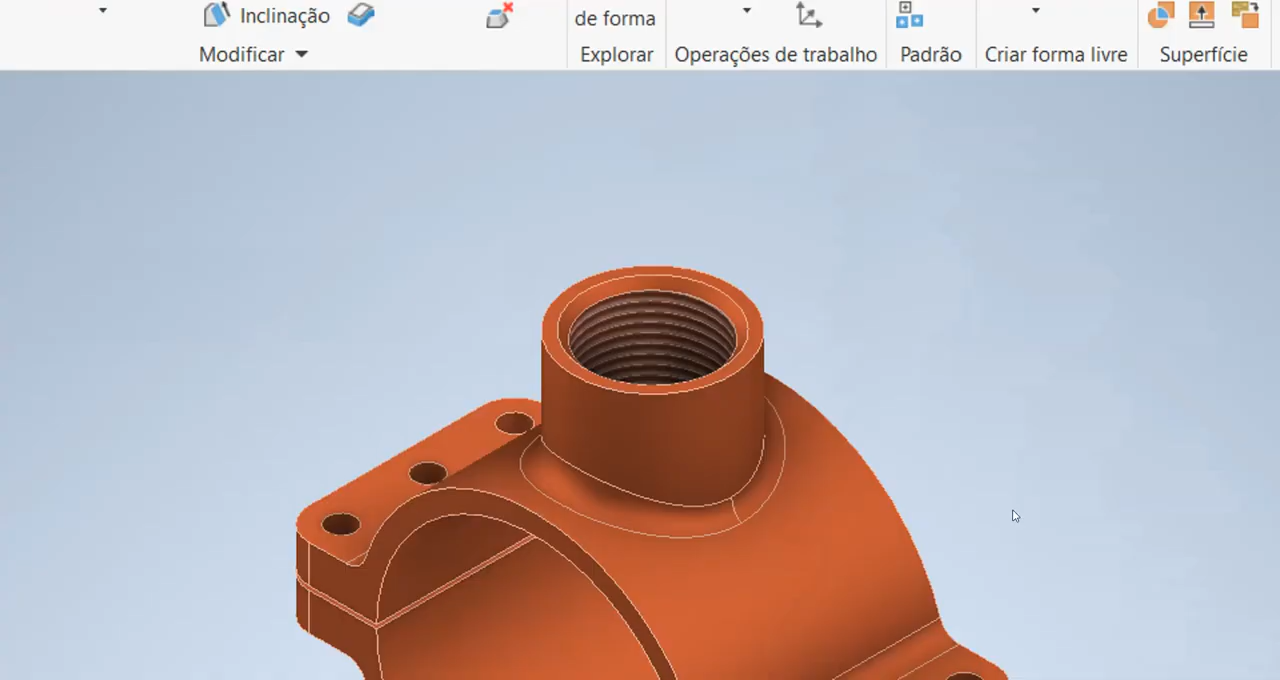 Inclinação
de forma
Modificar
Explorar
Operações de trabalho
Padrão
Criar forma livre
Superfície